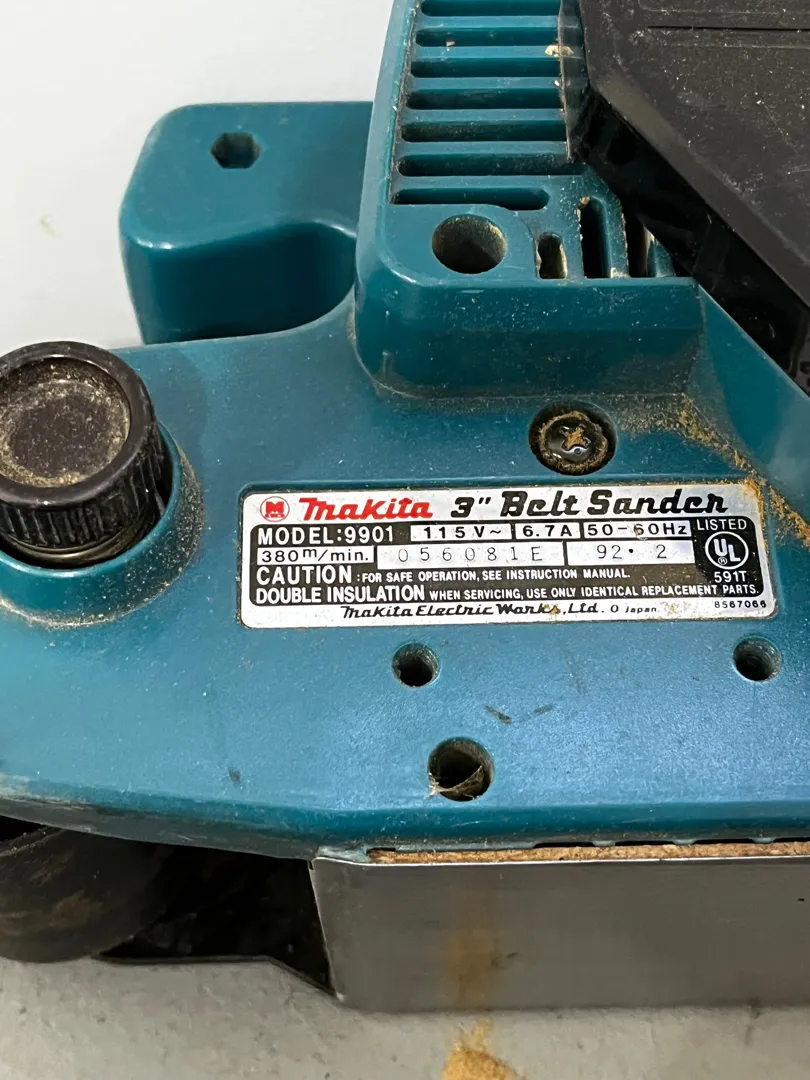 M Makita 3" Belt Sander
MODEL:9901 115V~ 6.7A 50-60Hz LISTED
380m/min. 056081E 92·2 UL ®
CAUTION : FOR SAFE OPERATION, SEE INSTRUCTION MANUAL. 591T
DOUBLE INSULATION WHEN SERVICING, USE ONLY IDENTICAL REPLACEMENT PARTS.
Makita Electric Works, Ltd. Japan 8567066